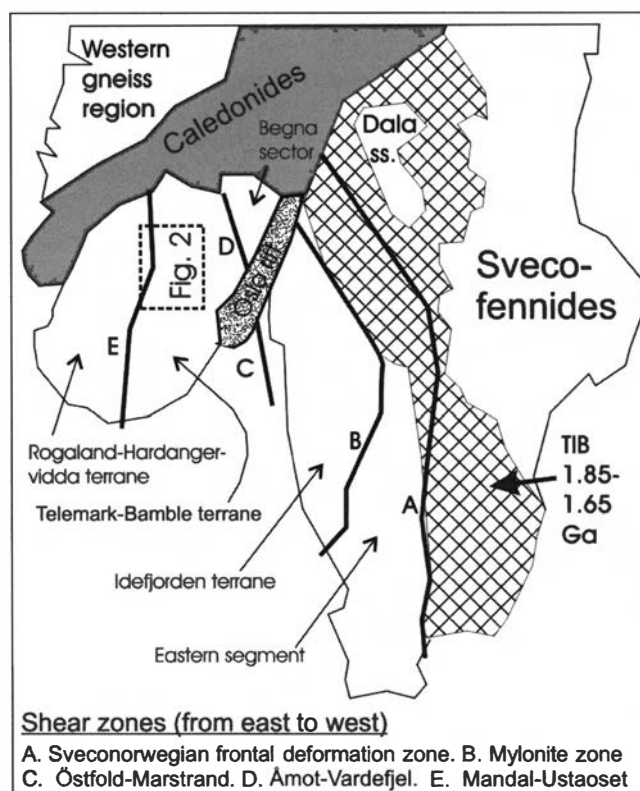 Western
gneiss
region
Caledonides
Begna
sector
Dala
ss.
Sveco-
fennides
D
Fig. 2
Oslo rift
E
C
B
A
TIB
1.85-
1.65
Ga
Rogaland-Hardanger-
vidda terrane
Telemark-Bamble terrane
Idefjorden terrane
Eastern segment
Shear zones (from east to west)
A. Sveconorwegian frontal deformation zone. B. Mylonite zone
C. Östfold-Marstrand. D. Åmot-Vardefjel. E. Mandal-Ustaoset